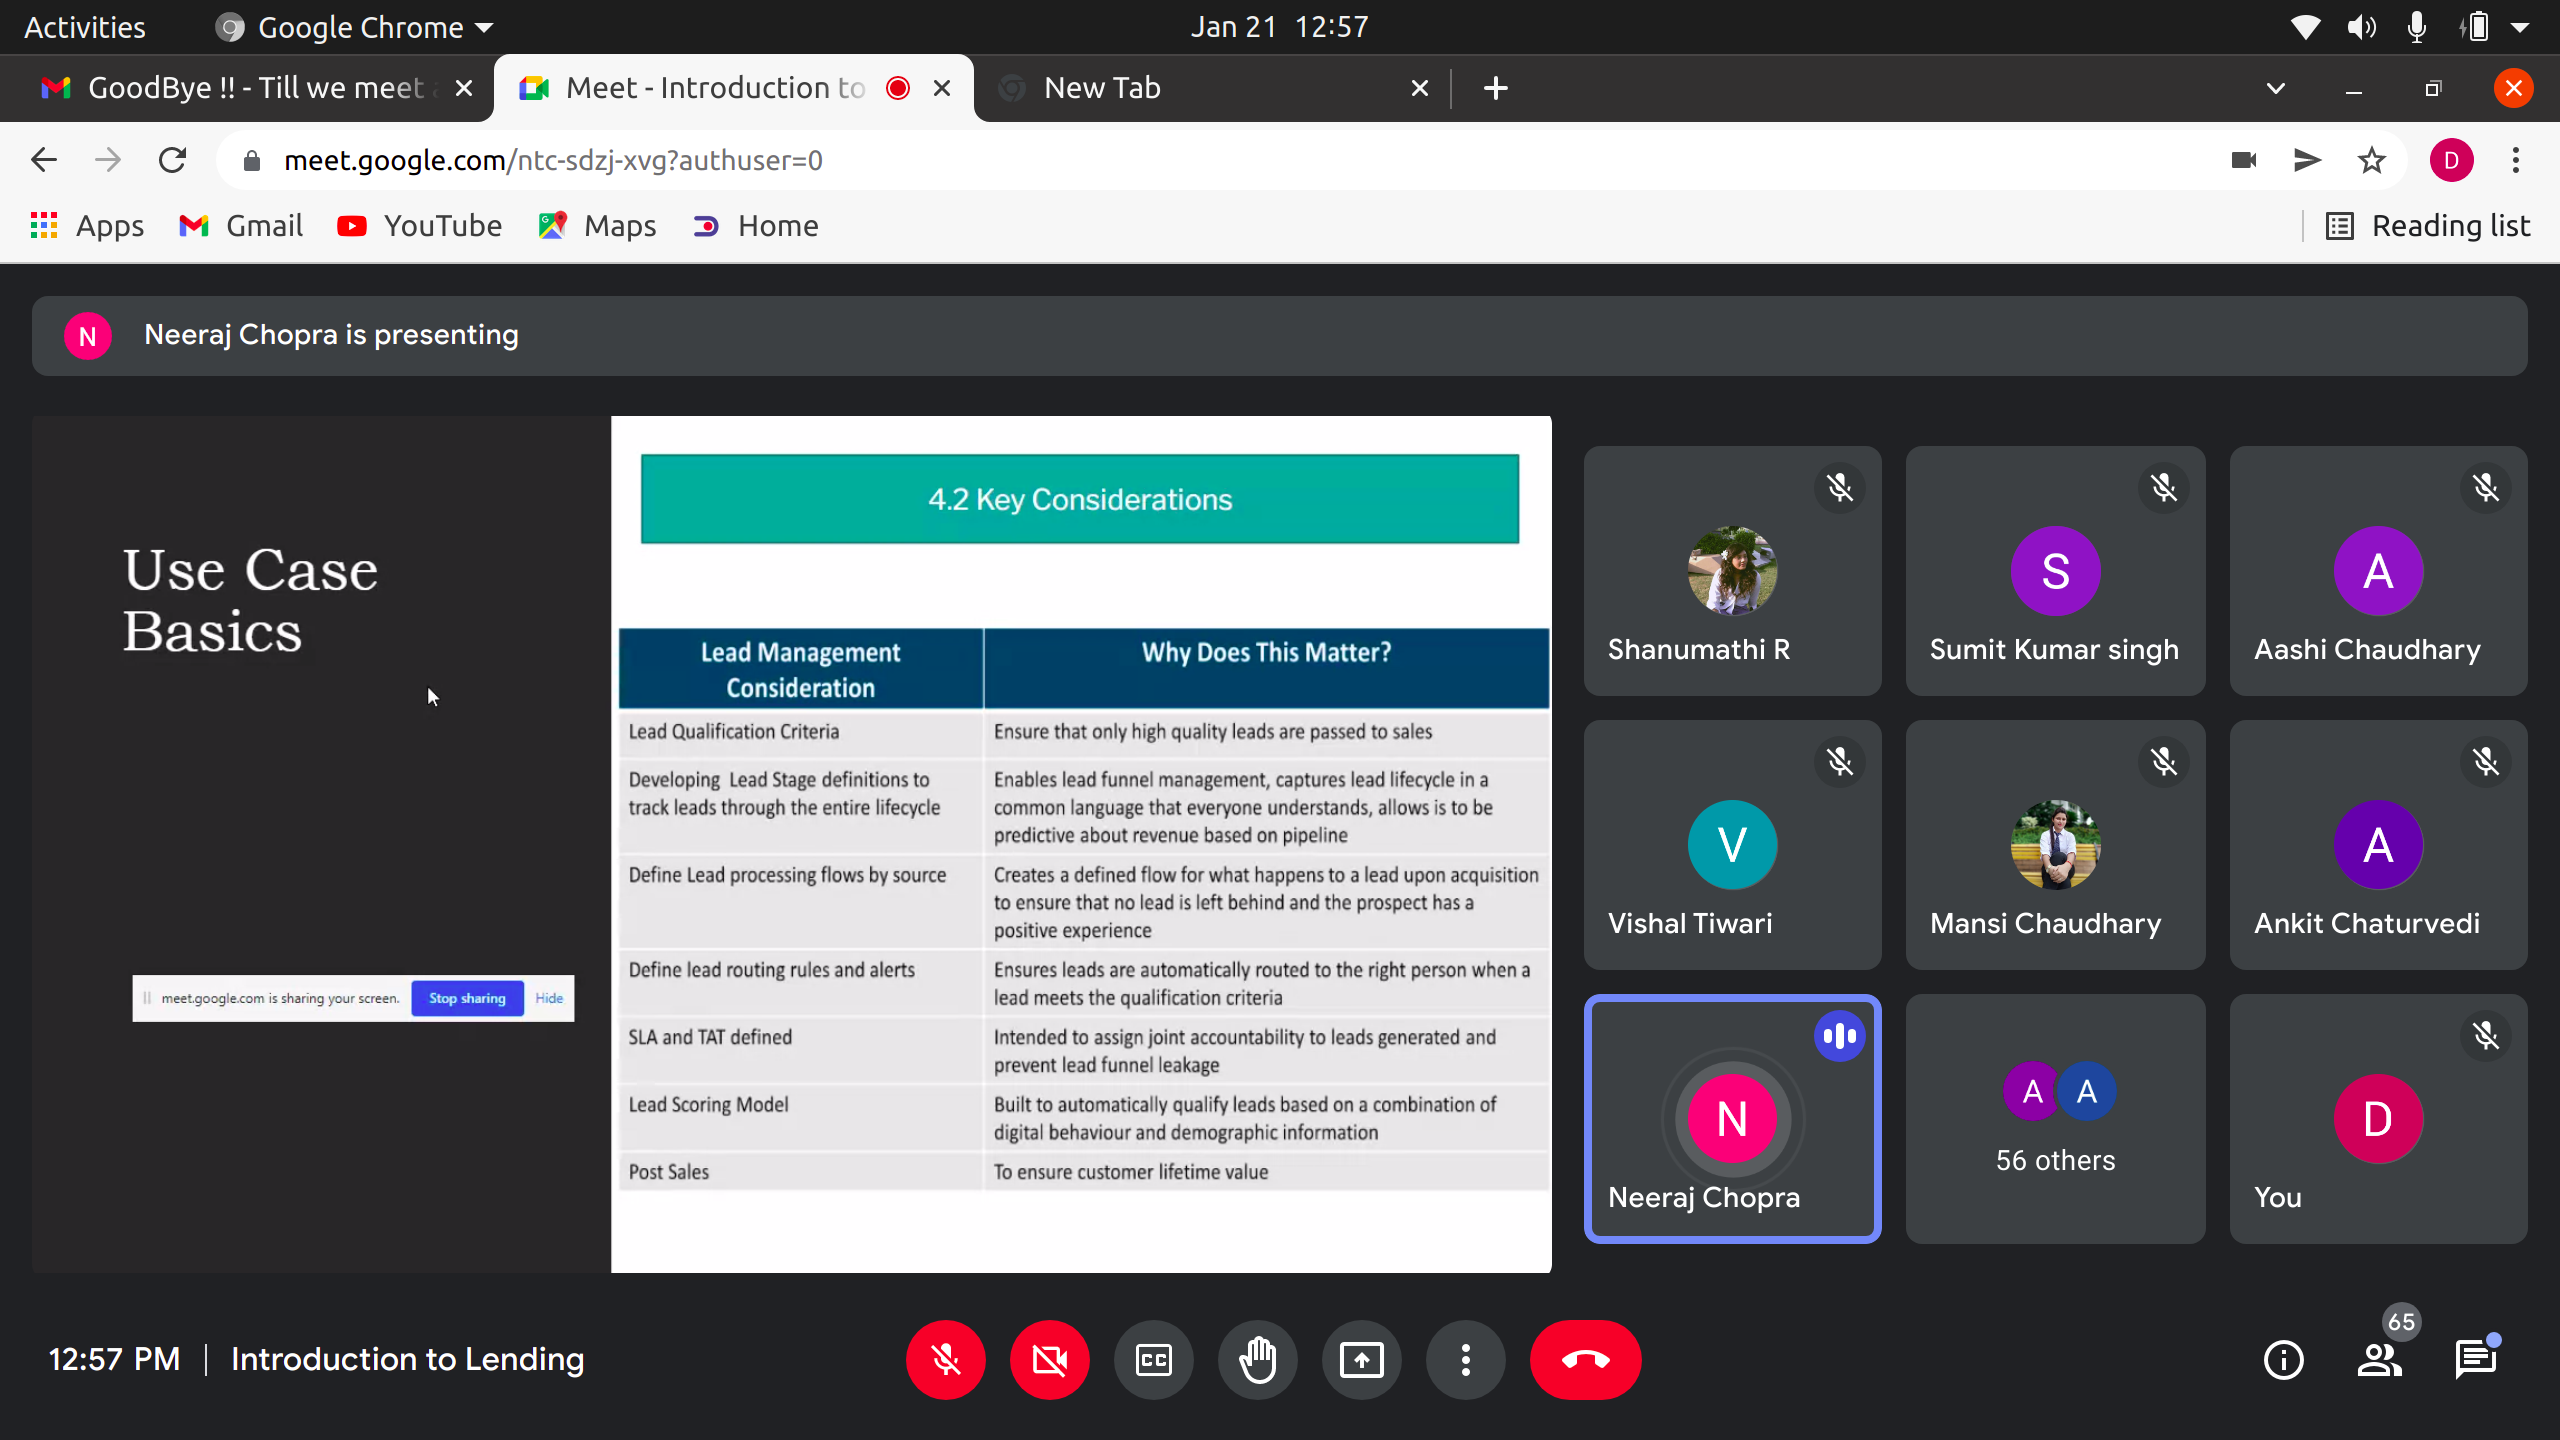 Activities
Google Chrome
Jan 21 12:57
GoodBye !! - Till we meet
Meet - Introduction to
New Tab
meet.google.com/ntc-sdzj-xvg?authuser=0
D
Apps
Gmail
YouTube
Maps
Home
Reading list
N
Neeraj Chopra is presenting
Use Case
Basics
meet.google.com is sharing your screen.
Stop sharing
Hide
4.2 Key Considerations
Lead Management
Consideration
Why Does This Matter?
Lead Qualification Criteria
Ensure that only high quality leads are passed to sales
Developing Lead Stage definitions to
track leads through the entire lifecycle
Enables lead funnel management, captures lead lifecycle in a
common language that everyone understands, allows is to be
predictive about revenue based on pipeline
Define Lead processing flows by source
Creates a defined flow for what happens to a lead upon acquisition
to ensure that no lead is left behind and the prospect has a
positive experience
Define lead routing rules and alerts
Ensures leads are automatically routed to the right person when a
lead meets the qualification criteria
SLA and TAT defined
Intended to assign joint accountability to leads generated and
prevent lead funnel leakage
Lead Scoring Model
Built to automatically qualify leads based on a combination of
digital behaviour and demographic information
Post Sales
To ensure customer lifetime value
Shanumathi R
S
Sumit Kumar singh
A
Aashi Chaudhary
V
Vishal Tiwari
Mansi Chaudhary
A
Ankit Chaturvedi
N
Neeraj Chopra
A
A
56 others
D
You
12:57 PM
Introduction to Lending
CC
65